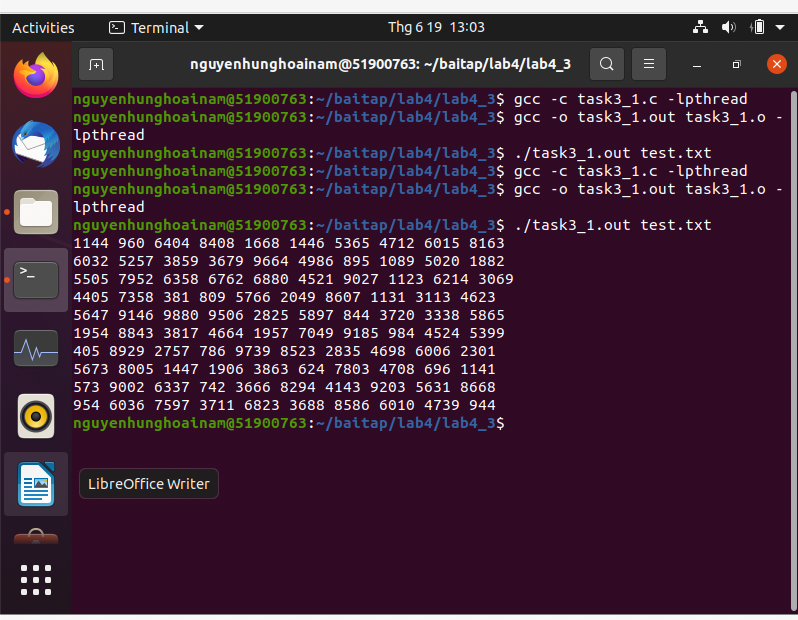 Activities
Terminal
Thg 6 19 13:03
nguyenhunghoainam@51900763: ~/baitap/lab4/lab4_3
nguyenhunghoainam@51900763:~/baitap/lab4/lab4_3$ gcc -c task3_1.c -lpthread
nguyenhunghoainam@51900763:~/baitap/lab4/lab4_3$ gcc -o task3_1.out task3_1.o -
lpthread
nguyenhunghoainam@51900763:~/baitap/lab4/lab4_3$ ./task3_1.out test.txt
nguyenhunghoainam@51900763:~/baitap/lab4/lab4_3$ gcc -c task3_1.c -lpthread
nguyenhunghoainam@51900763:~/baitap/lab4/lab4_3$ gcc -o task3_1.out task3_1.o -
lpthread
nguyenhunghoainam@51900763:~/baitap/lab4/lab4_3$ ./task3_1.out test.txt
1144 960 6404 8408 1668 1446 5365 4712 6015 8163
6032 5257 3859 3679 9664 4986 895 1089 5020 1882
5505 7952 6358 6762 6880 4521 9027 1123 6214 3069
4405 7358 381 809 5766 2049 8607 1131 3113 4623
5647 9146 9880 9506 2825 5897 844 3720 3338 5865
1954 8843 3817 4664 1957 7049 9185 984 4524 5399
405 8929 2757 786 9739 8523 2835 4698 6006 2301
5673 8005 1447 1906 3863 624 7803 4708 696 1141
573 9002 6337 742 3666 8294 4143 9203 5631 8668
954 6036 7597 3711 6823 3688 8586 6010 4739 944
nguyenhunghoainam@51900763:~/baitap/lab4/lab4_3$
LibreOffice Writer